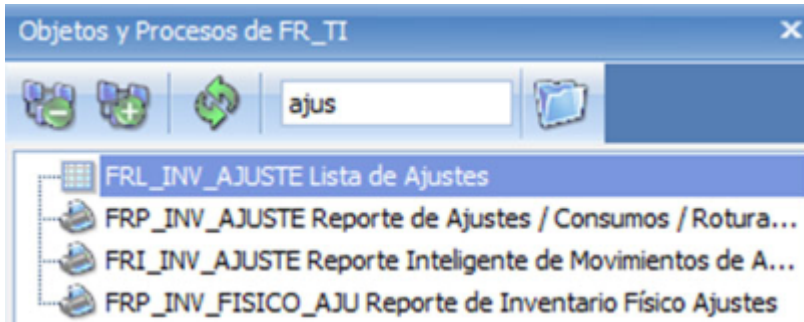 Objetos y Procesos de FR_TI
ajus
FRL_INV_AJUSTE Lista de Ajustes
FRP_INV_AJUSTE Reporte de Ajustes / Consumos / Rotura...
FRI_INV_AJUSTE Reporte Inteligente de Movimientos de A...
FRP_INV_FISICO_AJU Reporte de Inventario Físico Ajustes